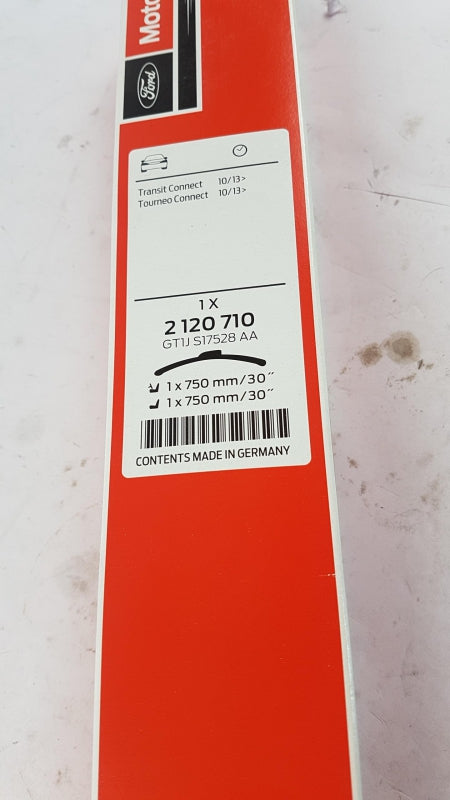 Moto
Ford
Transit Connect 10/13>
Tourneo Connect 10/13>
1 X
2 120 710
GT1J S17528 AA
1 x 750 mm/30˝
1 x 750 mm/30˝
CONTENTS MADE IN GERMANY